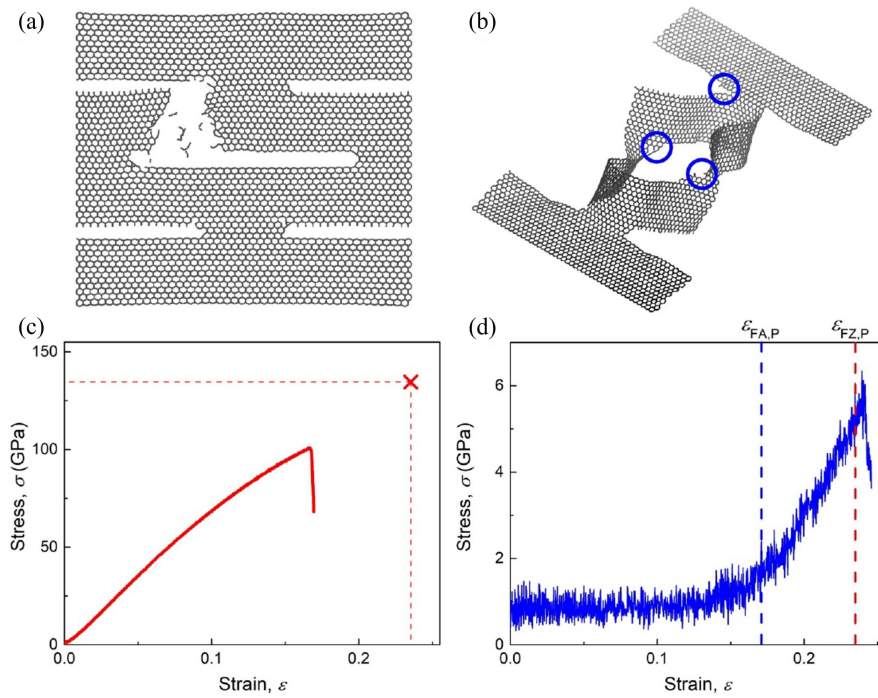 (a)
(b)
(c)
(d)
εFA,P
εFZ,P
150
100
50
0
0.0
0.1
0.2
Stress, σ (GPa)
Strain, ε
6
4
2
0
0.0
0.1
0.2
Stress, σ (GPa)
Strain, ε